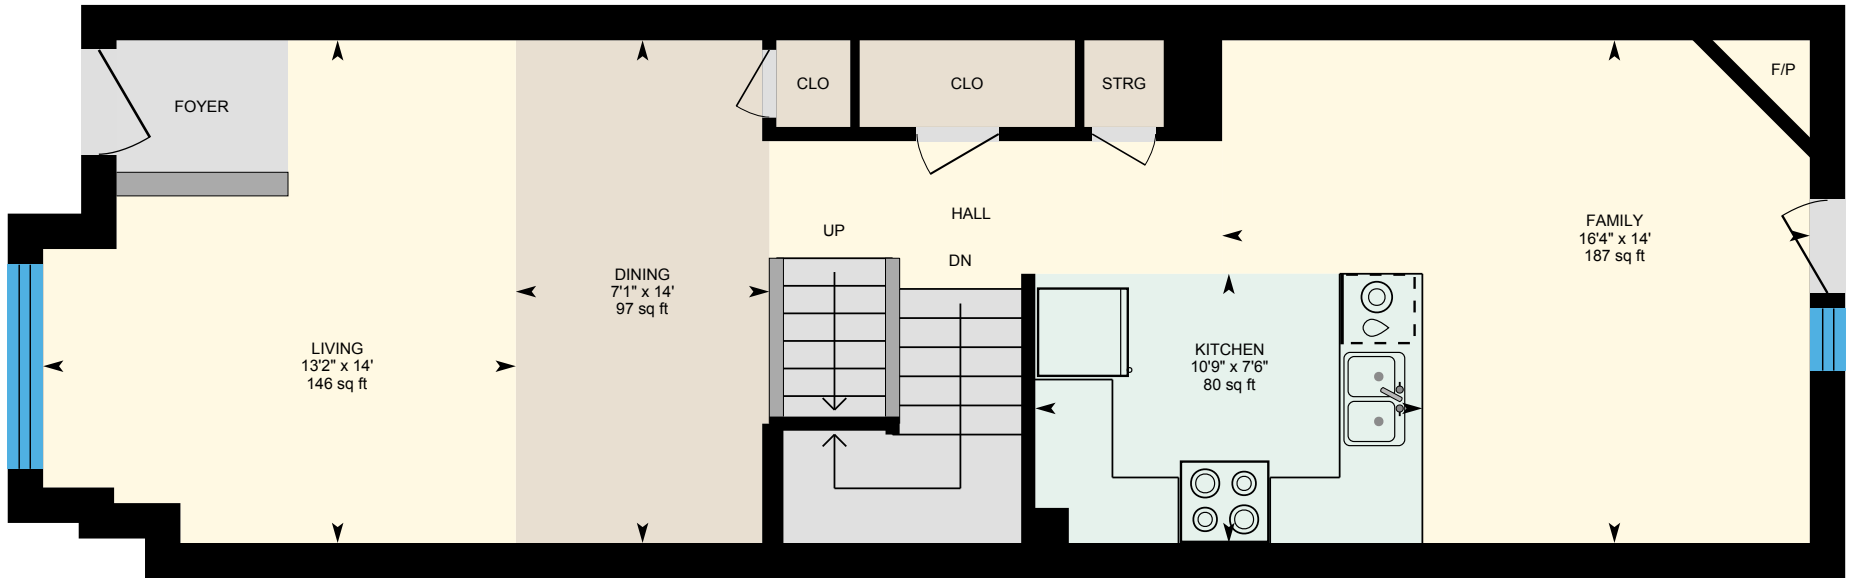 FOYER
CLO
CLO
STRG
F/P
HALL
UP
DN
FAMILY
16'4" x 14'
187 sq ft
DINING
7'1" x 14'
97 sq ft
LIVING
13'2" x 14'
146 sq ft
KITCHEN
10'9" x 7'6"
80 sq ft